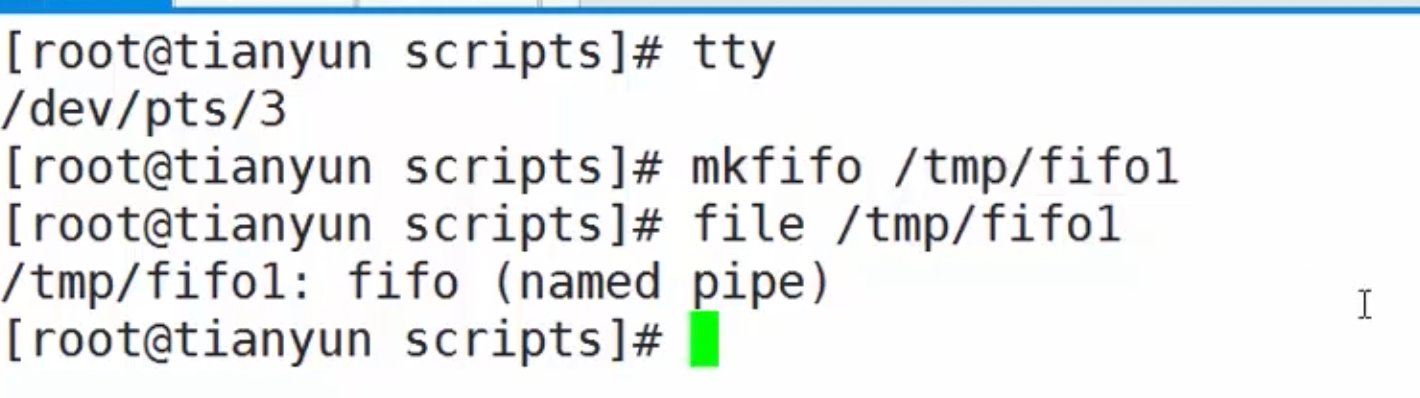 [root@tianyun scripts]# tty
/dev/pts/3
[root@tianyun scripts]# mkfifo /tmp/fifo1
[root@tianyun scripts]# file /tmp/fifo1
/tmp/fifo1: fifo (named pipe)
[root@tianyun scripts]#